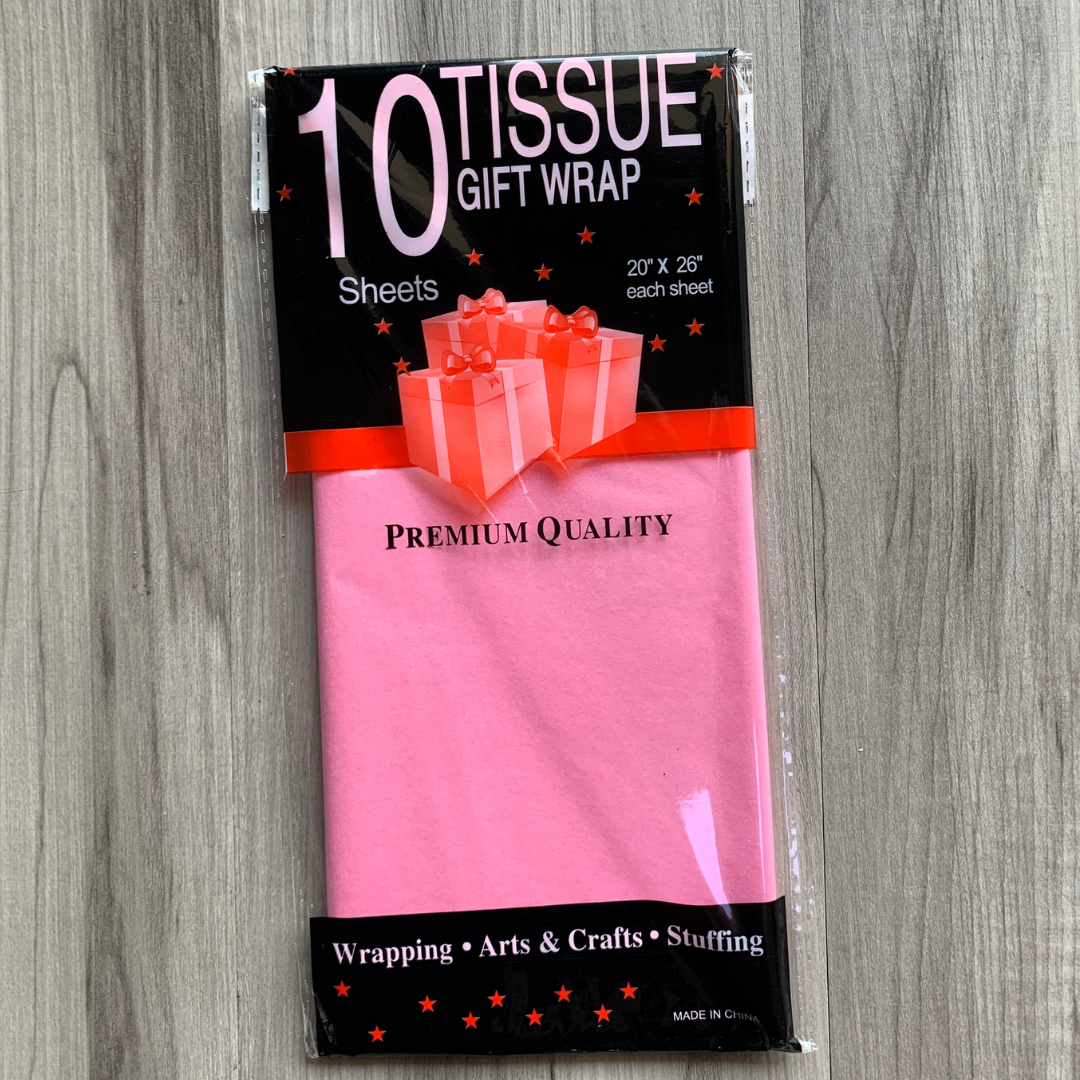 10 TISSUE
GIFT WRAP
Sheets
20" X 26"
each sheet
PREMIUM QUALITY
Wrapping • Arts & Crafts • Stuffing
MADE IN CHINA